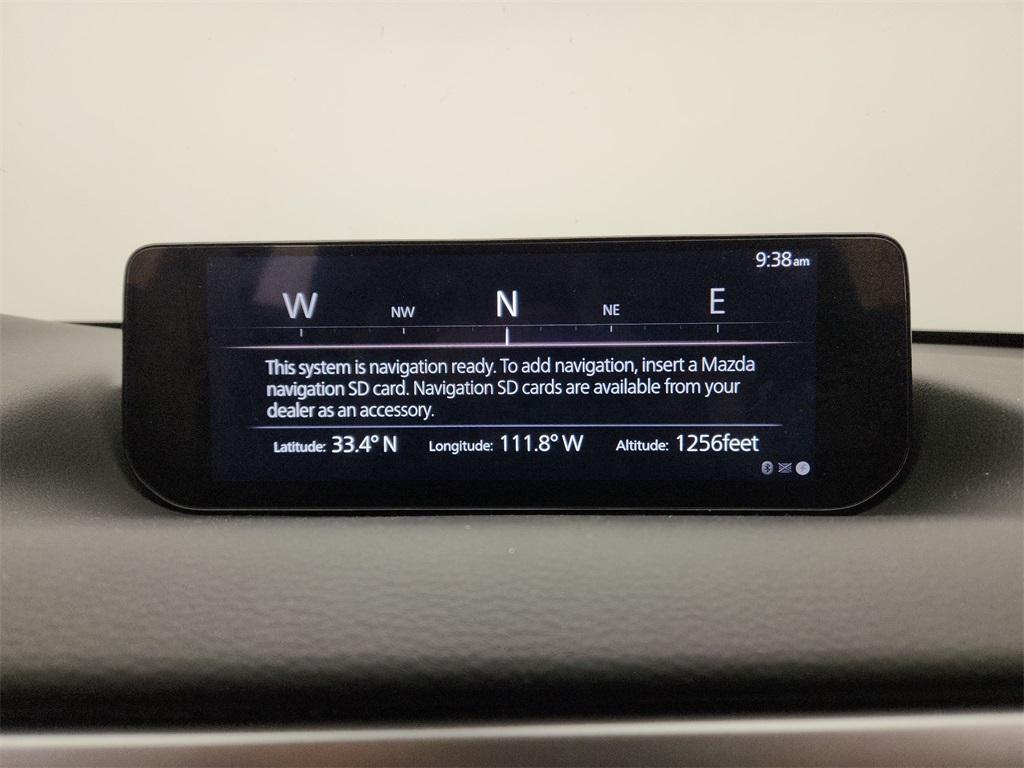 9:38am
W NW N NE E
This system is navigation ready. To add navigation, insert a Mazda
navigation SD card. Navigation SD cards are available from your
dealer as an accessory.
Latitude: 33.4° N Longitude: 111.8° W Altitude: 1256feet